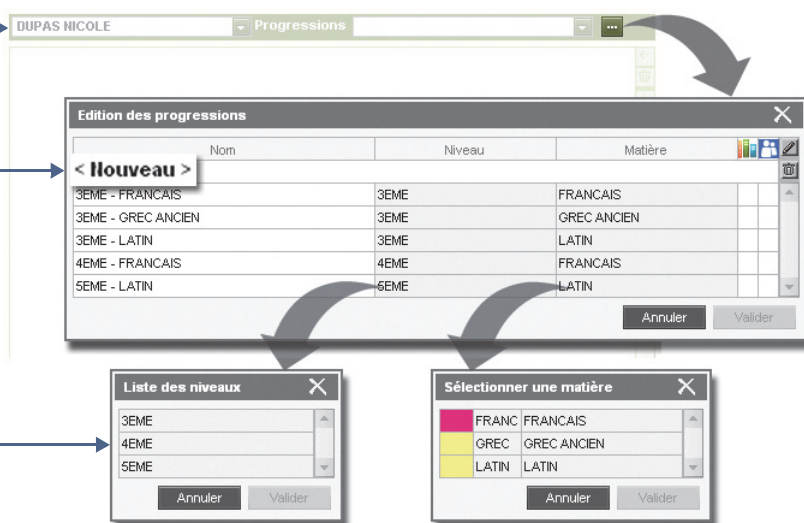 DUPAS NICOLE Progressions ...
Edition des progressions
Nom Niveau Matière
< Nouveau >
3EME - FRANCAIS 3EME FRANCAIS
3EME - GREC ANCIEN 3EME GREC ANCIEN
3EME - LATIN 3EME LATIN
4EME - FRANCAIS 4EME FRANCAIS
5EME - LATIN 5EME LATIN
Annuler Valider
Liste des niveaux
3EME
4EME
5EME
Annuler Valider
Sélectionner une matière
FRANC FRANCAIS
GREC GREC ANCIEN
LATIN LATIN
Annuler Valider